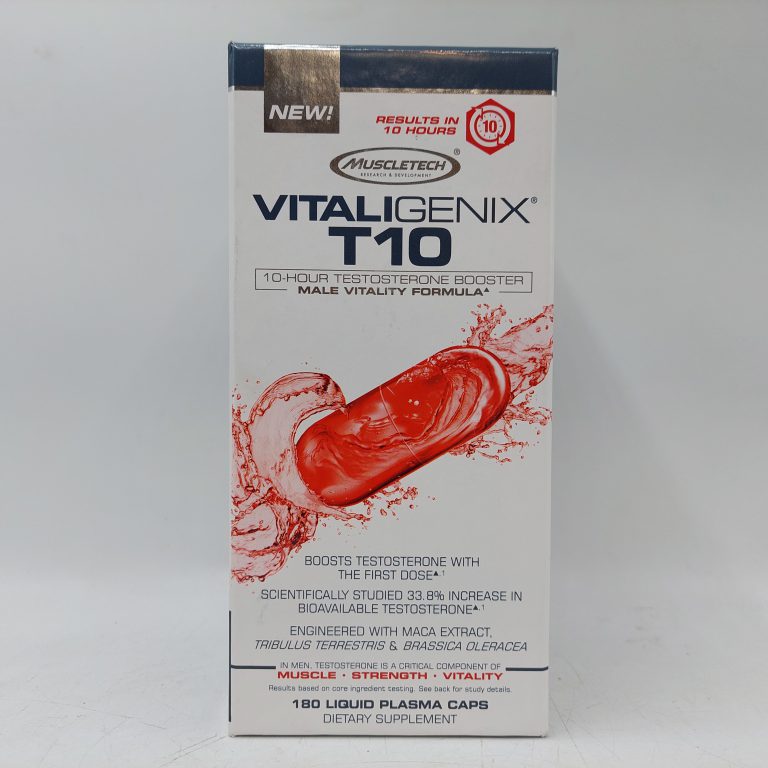 NEW!
RESULTS IN
10 HOURS
10
MUSCLETECH®
RESEARCH & DEVELOPMENT
VITALIGENIX®
T10
10-HOUR TESTOSTERONE BOOSTER
MALE VITALITY FORMULA▲
BOOSTS TESTOSTERONE WITH
THE FIRST DOSE▲,1
SCIENTIFICALLY STUDIED 33.8% INCREASE IN
BIOAVAILABLE TESTOSTERONE▲,1
ENGINEERED WITH MACA EXTRACT,
TRIBULUS TERRESTRIS & BRASSICA OLERACEA
IN MEN, TESTOSTERONE IS A CRITICAL COMPONENT OF
MUSCLE • STRENGTH • VITALITY
Results based on core ingredient testing. See back for study details.
180 LIQUID PLASMA CAPS
DIETARY SUPPLEMENT